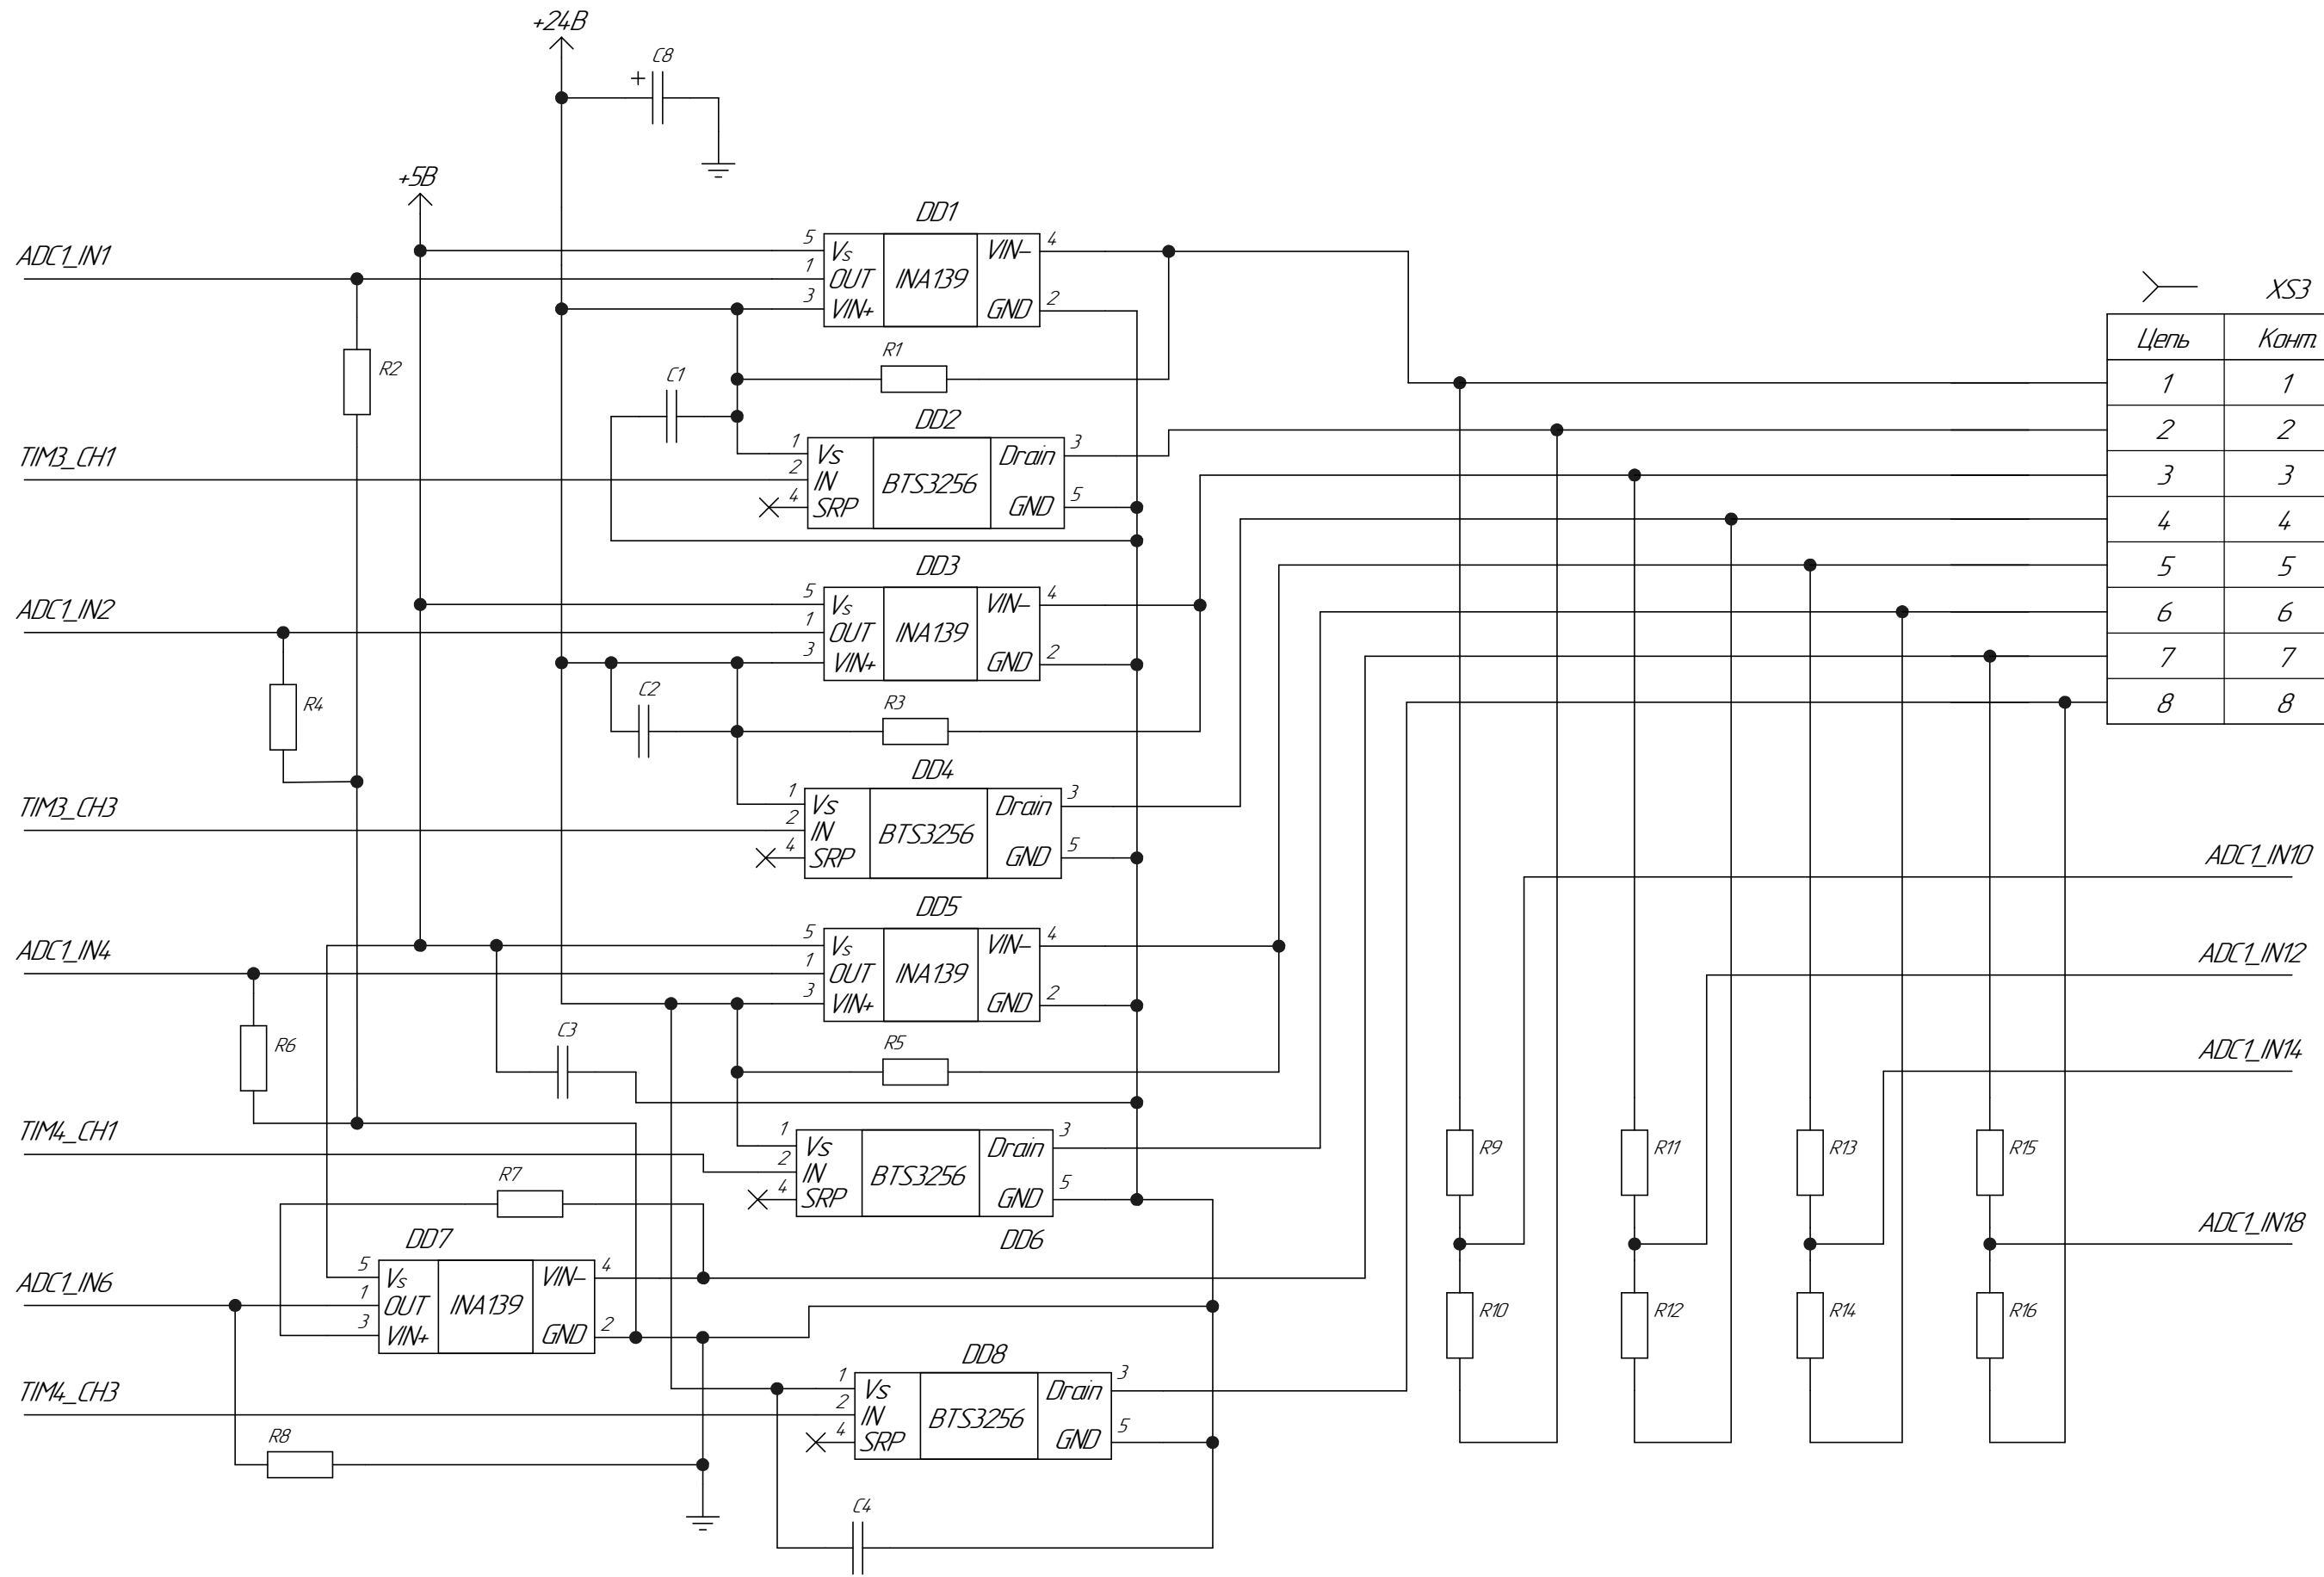 +24В
C8
+
+5В
DD1
ADC1_IN1
5 Vs INA139 VIN- 4
1 OUT
3 VIN+ GND 2
XS3
Цепь Конт.
1 1
2 2
3 3
4 4
5 5
6 6
7 7
8 8
R2
R1
C1
DD2
TIM3_CH1
1 Vs BTS3256 Drain 3
2 IN
4 SRP GND 5
DD3
ADC1_IN2
5 Vs INA139 VIN- 4
1 OUT
3 VIN+ GND 2
R4
C2
R3
DD4
TIM3_CH3
1 Vs BTS3256 Drain 3
2 IN
4 SRP GND 5
ADC1_IN10
DD5
ADC1_IN4
5 Vs INA139 VIN- 4
1 OUT
3 VIN+ GND 2
ADC1_IN12
R6
C3
R5
ADC1_IN14
TIM4_CH1
1 Vs BTS3256 Drain 3
2 IN
4 SRP GND 5
DD6
R9
R11
R13
R15
R7
ADC1_IN18
DD7
ADC1_IN6
5 Vs INA139 VIN- 4
1 OUT
3 VIN+ GND 2
R10
R12
R14
R16
DD8
TIM4_CH3
1 Vs BTS3256 Drain 3
2 IN
4 SRP GND 5
R8
C4